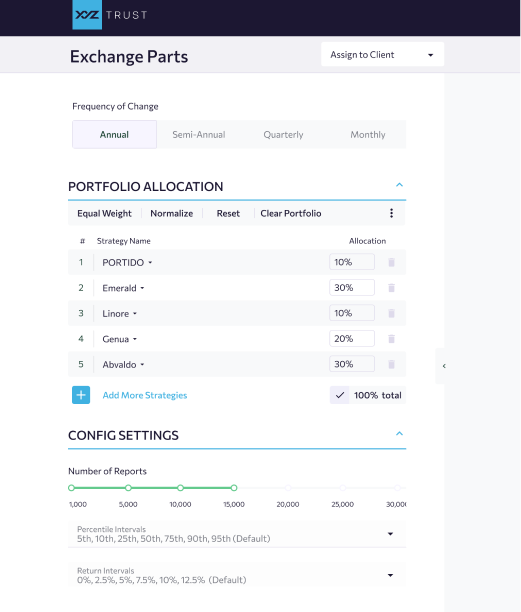 XYZ TRUST
Exchange Parts
Assign to Client
Frequency of Change
Annual Semi-Annual Quarterly Monthly
PORTFOLIO ALLOCATION
Equal Weight Normalize Reset Clear Portfolio
# Strategy Name Allocation
1 PORTIDO 10%
2 Emerald 30%
3 Linore 10%
4 Genua 20%
5 Abvaldo 30%
Add More Strategies 100% total
CONFIG SETTINGS
Number of Reports
1,000 5,000 10,000 15,000 20,000 25,000 30,000
Percentile Intervals
5th, 10th, 25th, 50th, 75th, 90th, 95th (Default)
Return Intervals
0%, 2.5%, 5%, 7.5%, 10%, 12.5% (Default)